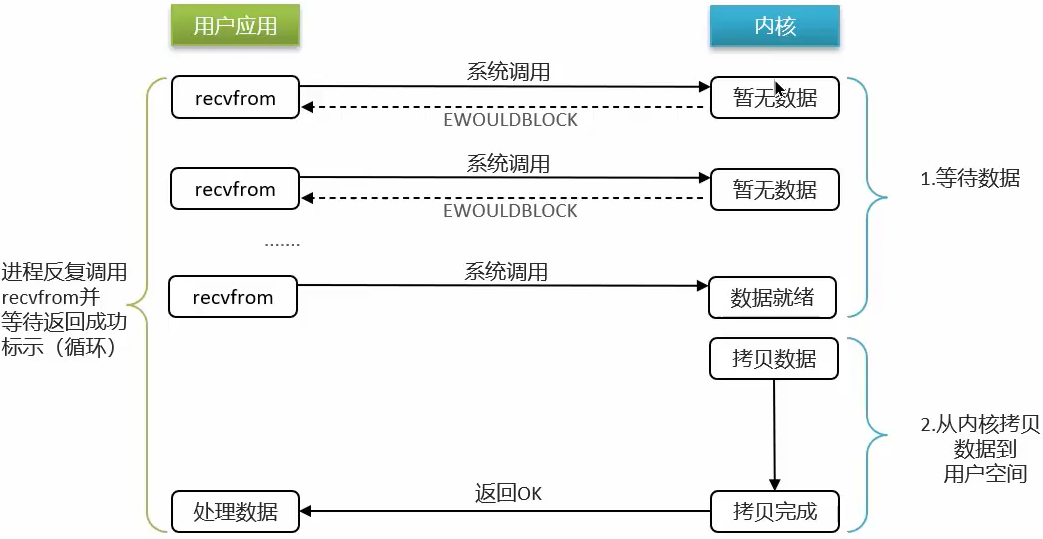 用户应用
内核
系统调用
recvfrom
暂无数据
EWOULDBLOCK
系统调用
recvfrom
暂无数据
EWOULDBLOCK
1.等待数据
.......
进程反复调用
recvfrom并
等待返回成功
标示（循环）
系统调用
recvfrom
数据就绪
拷贝数据
2.从内核拷贝
数据到
用户空间
返回OK
处理数据
拷贝完成